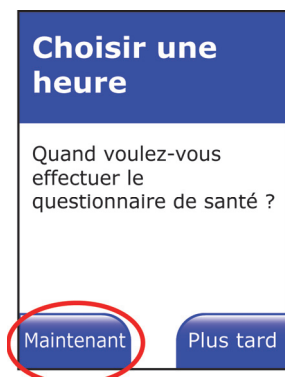 Choisir une
heure
Quand voulez-vous
effectuer le
questionnaire de santé ?
Maintenant
Plus tard